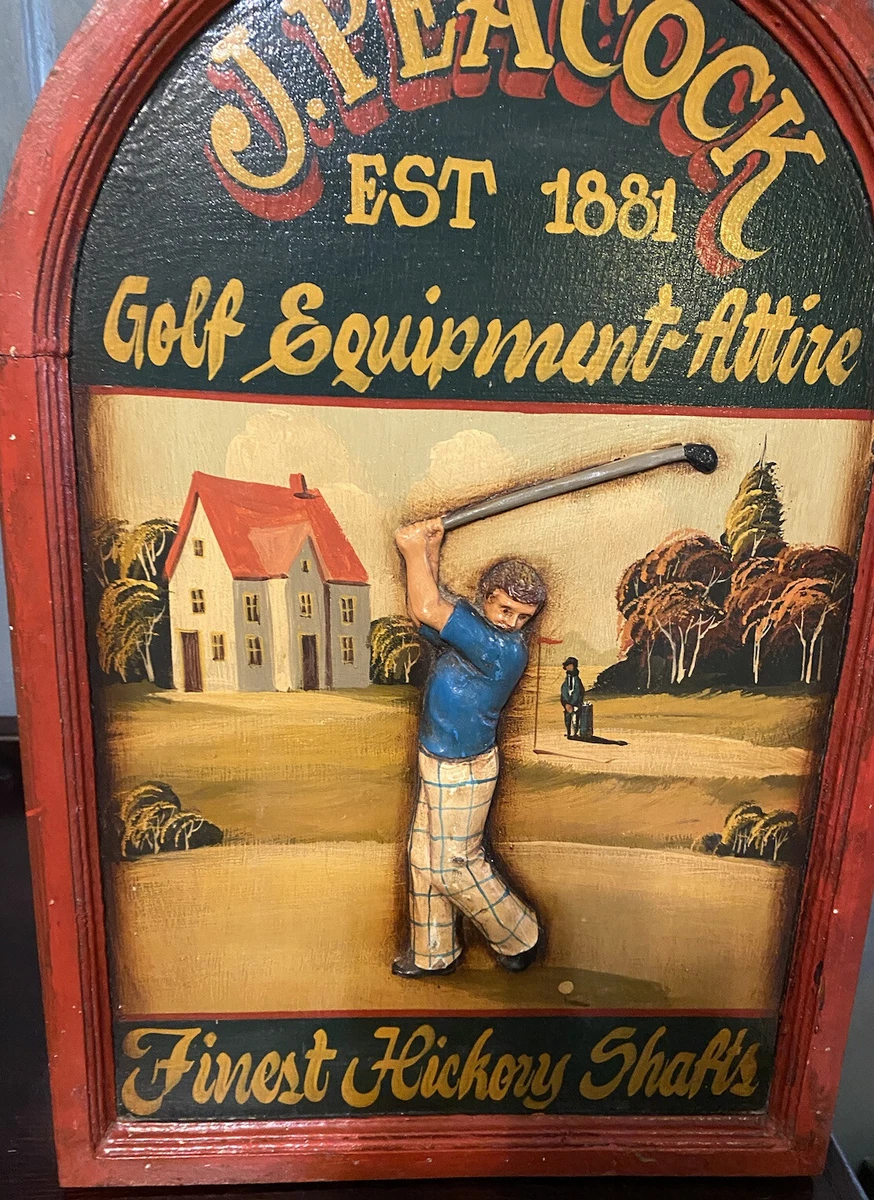 J. PEACOCK
EST 1881
Golf Equipment - Attire
Finest Hickory Shafts